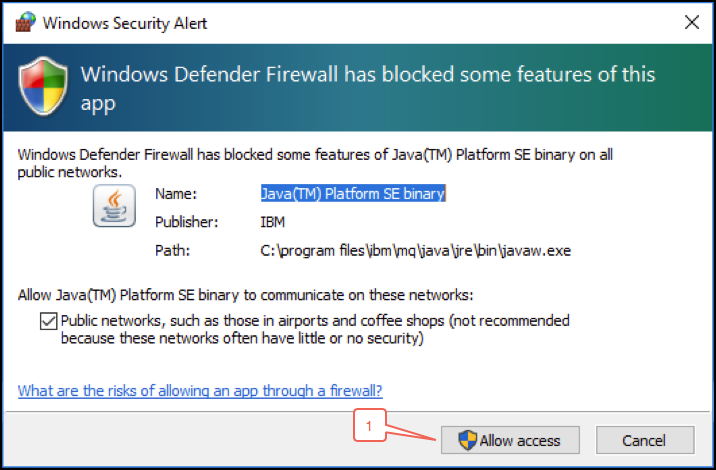 Windows Security Alert
Windows Defender Firewall has blocked some features of this
app
Windows Defender Firewall has blocked some features of Java(TM) Platform SE binary on all
public networks.
Name: Java(TM) Platform SE binary
Publisher: IBM
Path: C:\program files\ibm\mq\java\jre\bin\javaw.exe
Allow Java(TM) Platform SE binary to communicate on these networks:
Public networks, such as those in airports and coffee shops (not recommended
because these networks often have little or no security)
What are the risks of allowing an app through a firewall?
1
Allow access Cancel